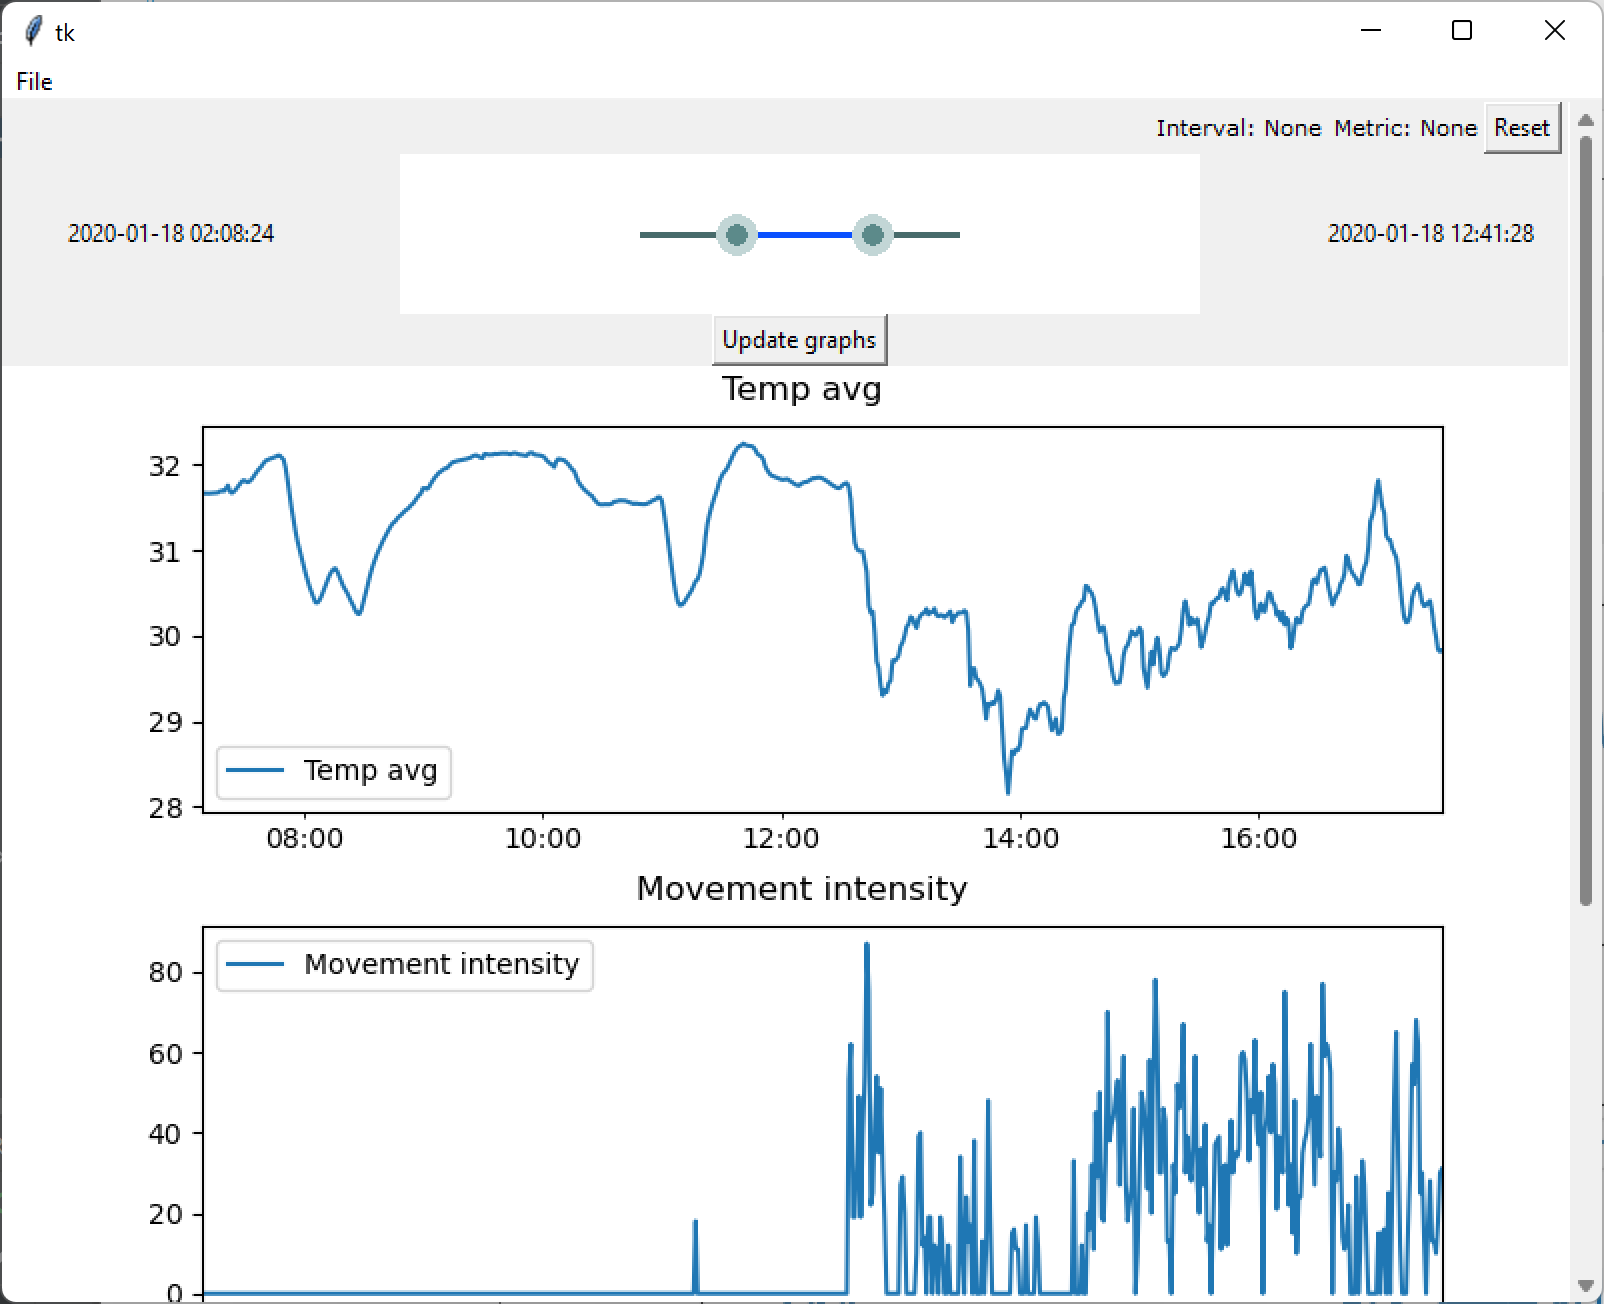 tk
File
Interval: None Metric: None Reset
2020-01-18 02:08:24
2020-01-18 12:41:28
Update graphs
Temp avg
32
31
30
29
28
Temp avg
08:00 10:00 12:00 14:00 16:00
Movement intensity
Movement intensity
80
60
40
20
0